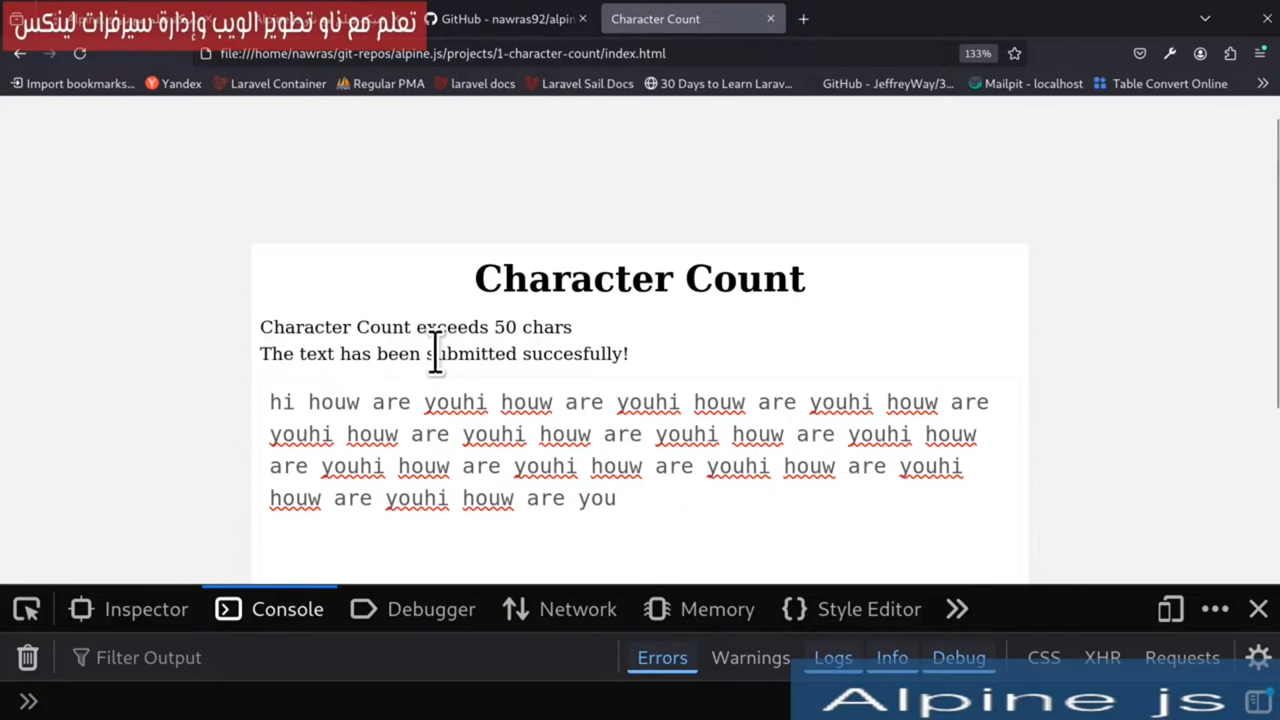 تعلم مع ناو تطوير الويب وإدارة سيرفرات لينكس
GitHub - nawras92/alpin
Character Count
file:///home/nawras/git-repos/alpine.js/projects/1-character-count/index.html
133%
Import bookmarks...
Yandex
Laravel Container
Regular PMA
laravel docs
Laravel Sail Docs
30 Days to Learn Larav...
GitHub - JeffreyWay/3...
Mailpit - localhost
Table Convert Online
Character Count
Character Count exceeds 50 chars
The text has been submitted succesfully!
hi houw are youhi houw are youhi houw are youhi houw are
youhi houw are youhi houw are youhi houw are youhi houw
are youhi houw are youhi houw are youhi houw are youhi
houw are youhi houw are you
Inspector
Console
Debugger
Network
Memory
Style Editor
Filter Output
Errors
Warnings
Logs
Info
Debug
CSS
XHR
Requests
Alpine js